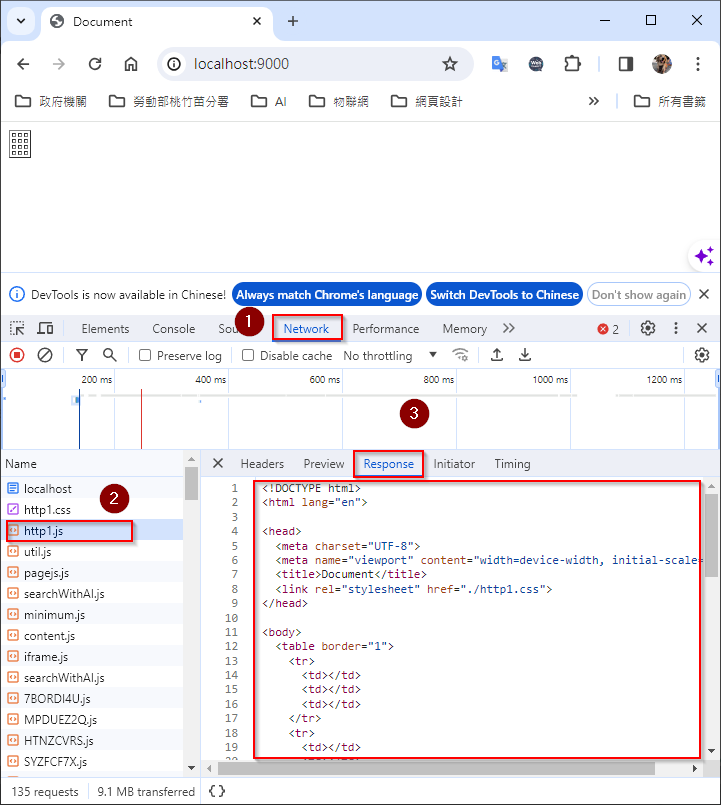 Document
localhost:9000
政府機關
勞動部桃竹苗分署
AI
物聯網
網頁設計
所有書籤
DevTools is now available in Chinese!
Always match Chrome's language
Switch DevTools to Chinese
Don't show again
1
Elements
Console
Sou
Network
Performance
Memory
2
Preserve log
Disable cache
No throttling
200 ms
400 ms
600 ms
800 ms
1000 ms
1200 ms
3
Name
Headers
Preview
Response
Initiator
Timing
2
localhost
http1.css
http1.js
util.js
pagejs.js
searchWithAI.js
minimum.js
content.js
iframe.js
searchWithAI.js
7BORDI4U.js
MPDUEZ2Q.js
HTNZCVRS.js
SYZFCF7X.js
1 <!DOCTYPE html>
2 <html lang="en">
3
4 <head>
5 <meta charset="UTF-8">
6 <meta name="viewport" content="width=device-width, initial-scale=
7 <title>Document</title>
8 <link rel="stylesheet" href="./http1.css">
9 </head>
10
11 <body>
12 <table border="1">
13 <tr>
14 <td></td>
15 <td></td>
16 <td></td>
17 </tr>
18 <tr>
19 <td></td>
135 requests
9.1 MB transferred
{}